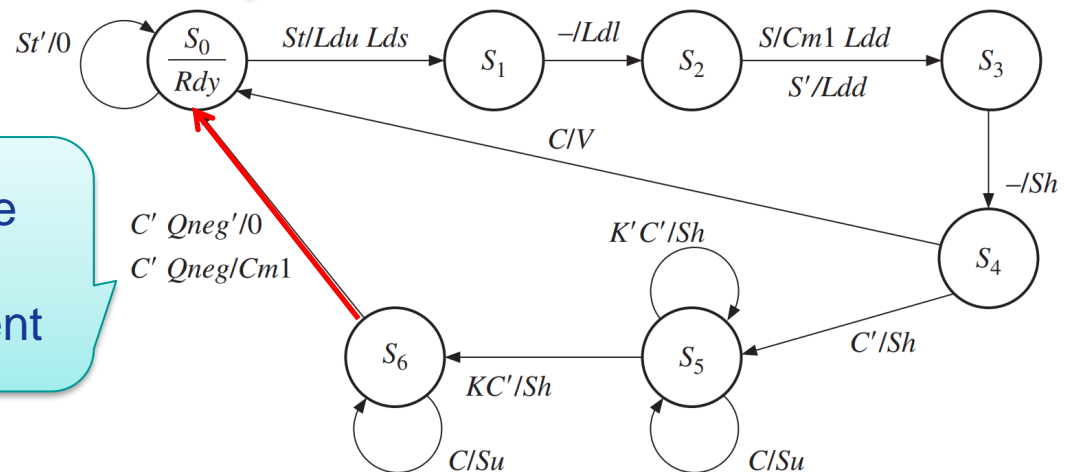 St′/0
S0
Rdy
St/Ldu Lds
S1
–/Ldl
S2
S/Cm1 Ldd
S′/Ldd
S3
C/V
–/Sh
S4
C′ Qneg′/0
C′ Qneg/Cm1
K′C′/Sh
C′/Sh
S6
KC′/Sh
S5
C/Su
C/Su